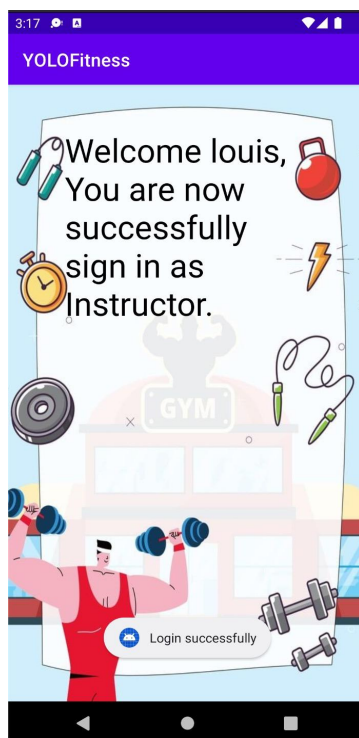 3:17
YOLOFitness
Welcome louis,
You are now
successfully
sign in as
Instructor.
GYM
Login successfully